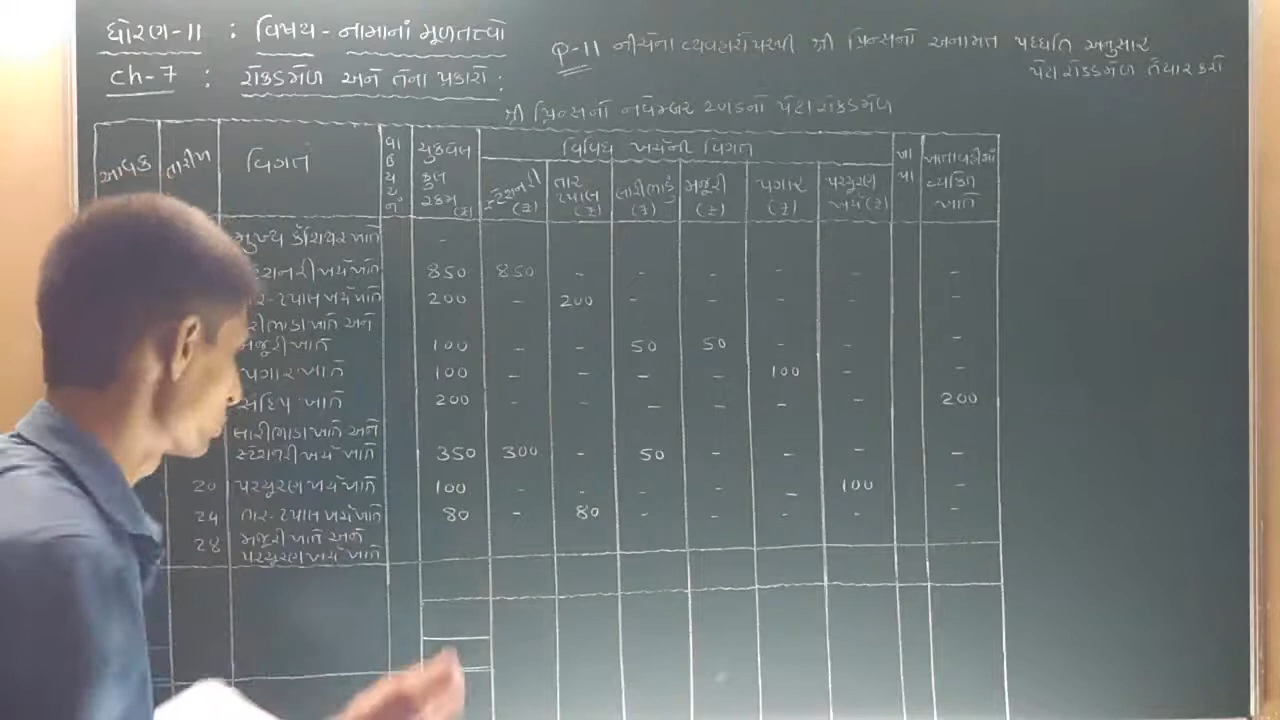 ધોરણ-11 : વિષય - નામાનાં મૂળતત્વો
Ch-7 : રોકડમેળ અને તેના પ્રકારો :
P-11 નીચેના વ્યવહારો પરથી શ્રી પ્રિન્સનો અનામત પધ્ધતિ અનુસાર
પેટા રોકડમેળ તૈયાર કરો
શ્રી પ્રિન્સનો નવેમ્બર પેટા રોકડમેળ
આવક તારીખ વિગત વાઉચર નં ચુકવેલ કુલ રકમ (રૂ) વિવિધ ખર્ચની વિગત ખા પા ખાતાવહીમાં વ્યક્તિ ખાતે
સ્ટેશનરી (રૂ) તાર ટપાલ (રૂ) લારીભાડું (રૂ) મજૂરી (રૂ) પગાર (રૂ) પરચૂરણ ખર્ચ (રૂ)
મુખ્ય કેશિયર ખાતે -
સ્ટેશનરી ખર્ચ ખાતે 850 850 - - - - - -
તાર-ટપાલ ખર્ચ ખાતે 200 - 200 - - - - -
લારીભાડા ખાતે અને
મજૂરી ખાતે 100 - - 50 50 - - -
પગાર ખાતે 100 - - - - 100 -
ખાતે 200 - - - - - - 200
લારીભાડા ખાતે અને
સ્ટેશનરી ખર્ચ ખાતે 350 300 - 50 - - - -
20 પરચૂરણ ખર્ચ ખાતે 100 - - - - - 100 -
24 તાર-ટપાલ ખર્ચ ખાતે 80 - 80 - - - - -
28 મજૂરી ખાતે અને
પરચૂરણ ખર્ચ ખાતે